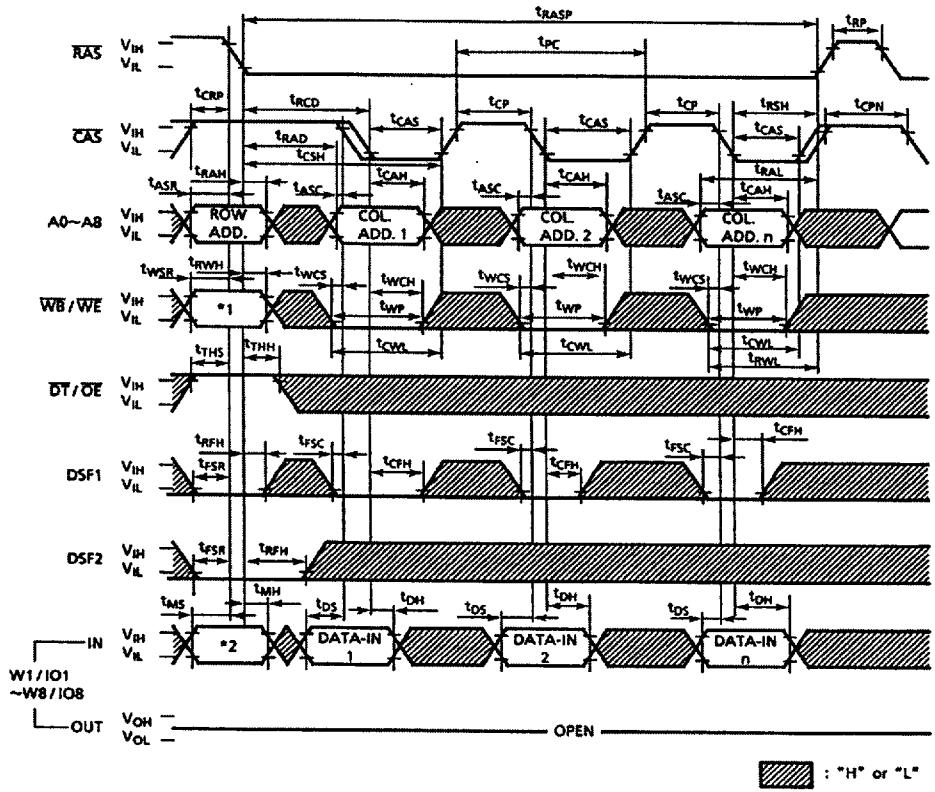 tRASP
tRP
RAS
VIH
VIL
tPC
tCRP
tRCD
tCP
tCP
tRSH
tCPN
tCAS
tCAS
tCAS
CAS
VIH
VIL
tRAD
tCSH
tRAL
tASR
tRAH
tASC
tCAH
tASC
tCAH
tASC
tCAH
A0~A8
VIH
VIL
ROW ADD.
COL. ADD. 1
COL. ADD. 2
COL. ADD. n
tWSR
tRWH
tWCS
tWCH
tWCS
tWCH
tWCS
tWCH
WB / WE
VIH
VIL
*1
tWP
tWP
tWP
tCWL
tCWL
tCWL
tRWL
tTHS
tTHH
DT / OE
VIH
VIL
tRFH
tFSC
tFSC
tFSC
tCFH
tFSR
tCFH
tCFH
DSF1
VIH
VIL
tFSR
tRFH
DSF2
VIH
VIL
tMS
tMH
tDS
tDH
tDS
tDH
tDS
tDH
IN
VIH
VIL
*2
DATA-IN 1
DATA-IN 2
DATA-IN n
W1 / IO1
~W8 / IO8
OUT
VOH
VOL
OPEN
: "H" or "L"